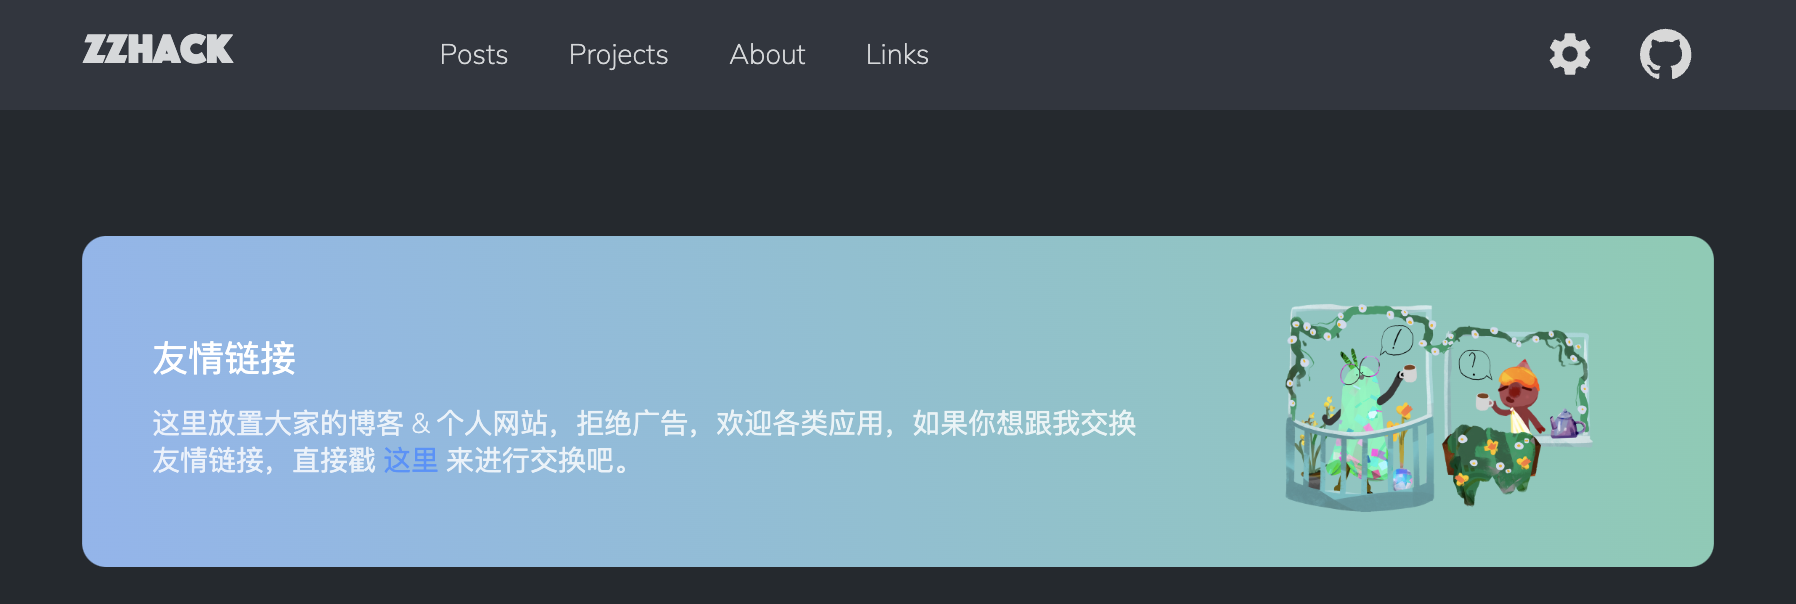 ZZHACK
Posts
Projects
About
Links
友情链接
这里放置大家的博客 & 个人网站，拒绝广告，欢迎各类应用，如果你想跟我交换
友情链接，直接戳 这里 来进行交换吧。
!
?